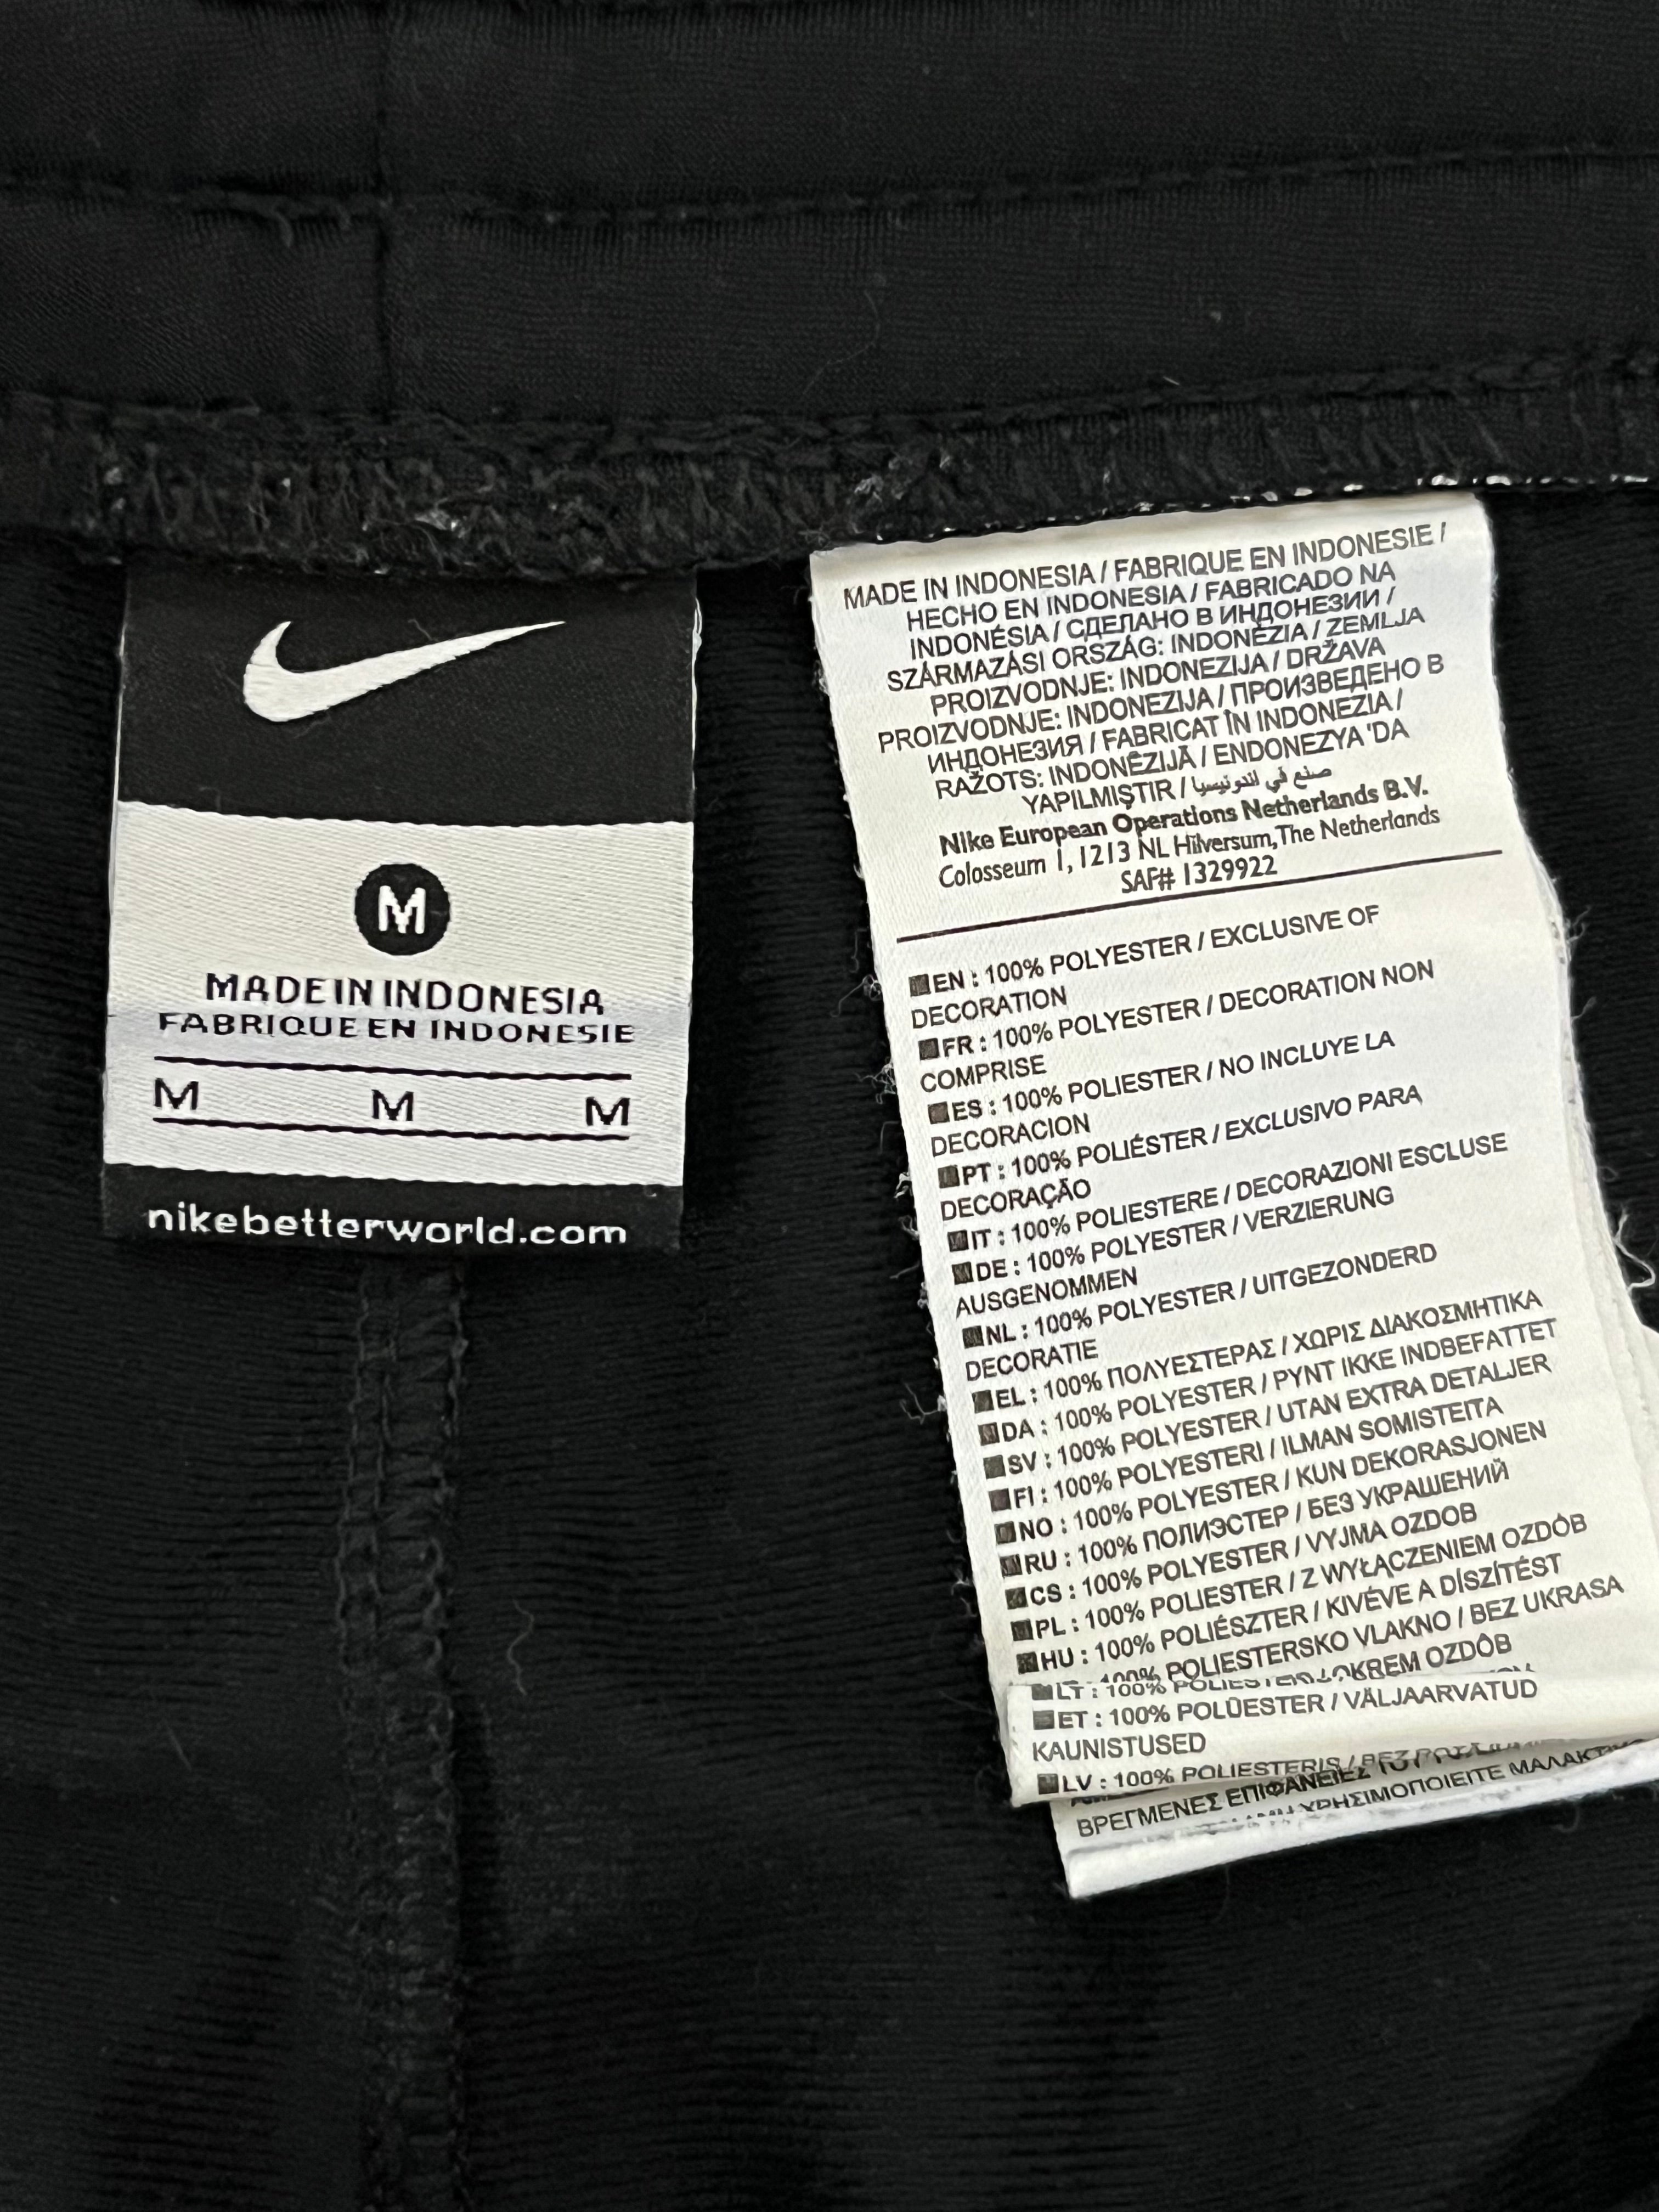 M
MADE IN INDONESIA
FABRIQUE EN INDONESIE
M M M
nikebetterworld.com
MADE IN INDONESIA / FABRIQUE EN INDONESIE /
HECHO EN INDONESIA / FABRICADO NA
INDONÉSIA / СДЕЛАНО В ИНДОНЕЗИИ /
SZÁRMAZÁSI ORSZÁG: INDONÉZIA / ZEMLJA
PROIZVODNJE: INDONEZIJA / DRŽAVA
PROIZVODNJE: INDONEZIJA / ПРОИЗВЕДЕНО В
ИНДОНЕЗИЯ / FABRICAT ÎN INDONEZIA /
RAŽOTS: INDONĒZIJĀ / ENDONEZYA 'DA
YAPILMIŞTIR / صنع في اندونيسيا
Nike European Operations Netherlands B.V.
Colosseum 1, 1213 NL Hilversum, The Netherlands
SAF# 1329922
EN : 100% POLYESTER / EXCLUSIVE OF
DECORATION
FR : 100% POLYESTER / DECORATION NON
COMPRISE
ES : 100% POLIESTER / NO INCLUYE LA
DECORACION
PT : 100% POLIÉSTER / EXCLUSIVO PARA
DECORAÇÃO
IT : 100% POLIESTERE / DECORAZIONI ESCLUSE
DE : 100% POLYESTER / VERZIERUNG
AUSGENOMMEN
NL : 100% POLYESTER / UITGEZONDERD
DECORATIE
EL : 100% ΠΟΛΥΕΣΤΕΡΑΣ / ΧΩΡΙΣ ΔΙΑΚΟΣΜΗΤΙΚΑ
DA : 100% POLYESTER / PYNT IKKE INDBEFATTET
SV : 100% POLYESTER / UTAN EXTRA DETALJER
FI : 100% POLYESTERI / ILMAN SOMISTEITA
NO : 100% POLYESTER / KUN DEKORASJONEN
RU : 100% ПОЛИЭСТЕР / БЕЗ УКРАШЕНИЙ
CS : 100% POLYESTER / VYJMA OZDOB
PL : 100% POLIESTER / Z WYŁĄCZENIEM OZDÓB
HU : 100% POLIÉSZTER / KIVÉVE A DÍSZÍTÉST
100% POLIESTERSKO VLAKNO / BEZ UKRASA
OKREM OZDÔB
LT : 100%
ET : 100% POLÜESTER / VÄLJAARVATUD
KAUNISTUSED
LV : 100% POLIESTERIS /
ΒΡΕΓΜΕΝΕΣ ΕΠΙΦΑΝΕΙΕΣ ΤΟΥ
ΧΡΗΣΙΜΟΠΟΙΕΙΤΕ